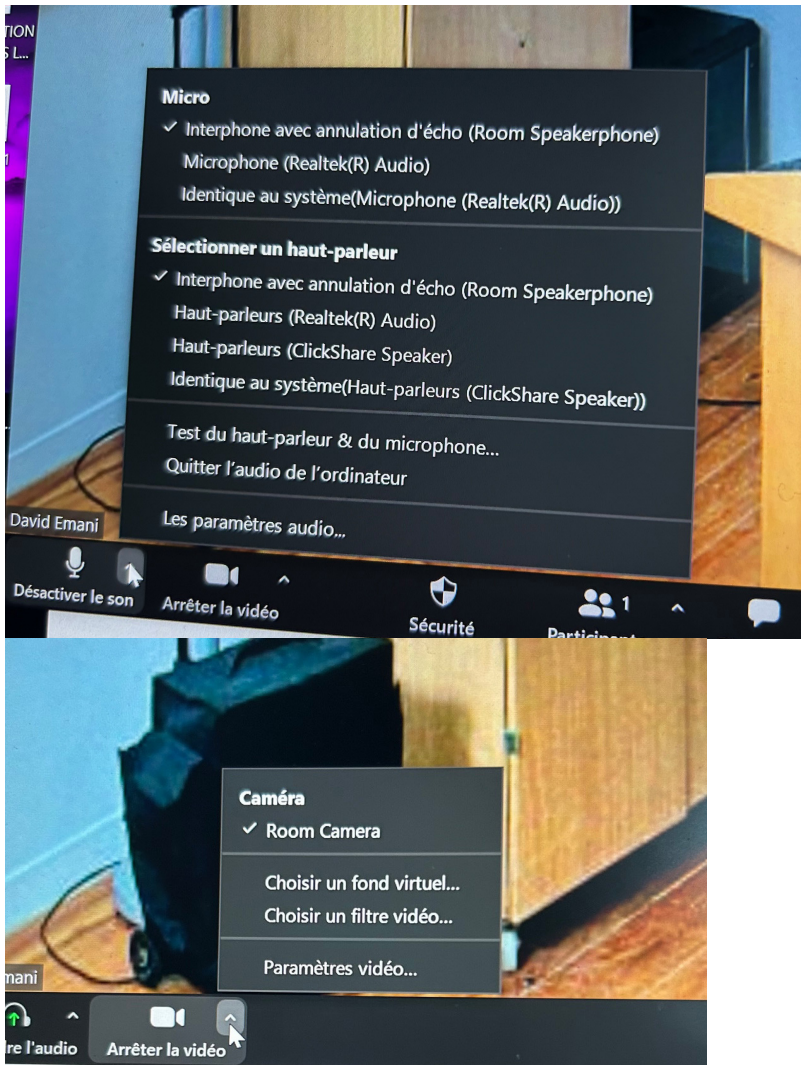 TION
S L...
1
Micro
Interphone avec annulation d'écho (Room Speakerphone)
Microphone (Realtek(R) Audio)
Identique au système(Microphone (Realtek(R) Audio))
Sélectionner un haut-parleur
Interphone avec annulation d'écho (Room Speakerphone)
Haut-parleurs (Realtek(R) Audio)
Haut-parleurs (ClickShare Speaker)
Identique au système(Haut-parleurs (ClickShare Speaker))
Test du haut-parleur & du microphone...
Quitter l'audio de l'ordinateur
Les paramètres audio...
David Emani
Désactiver le son
Arrêter la vidéo
Sécurité
1
Caméra
Room Camera
Choisir un fond virtuel...
Choisir un filtre vidéo...
Paramètres vidéo...
mani
re l'audio
Arrêter la vidéo